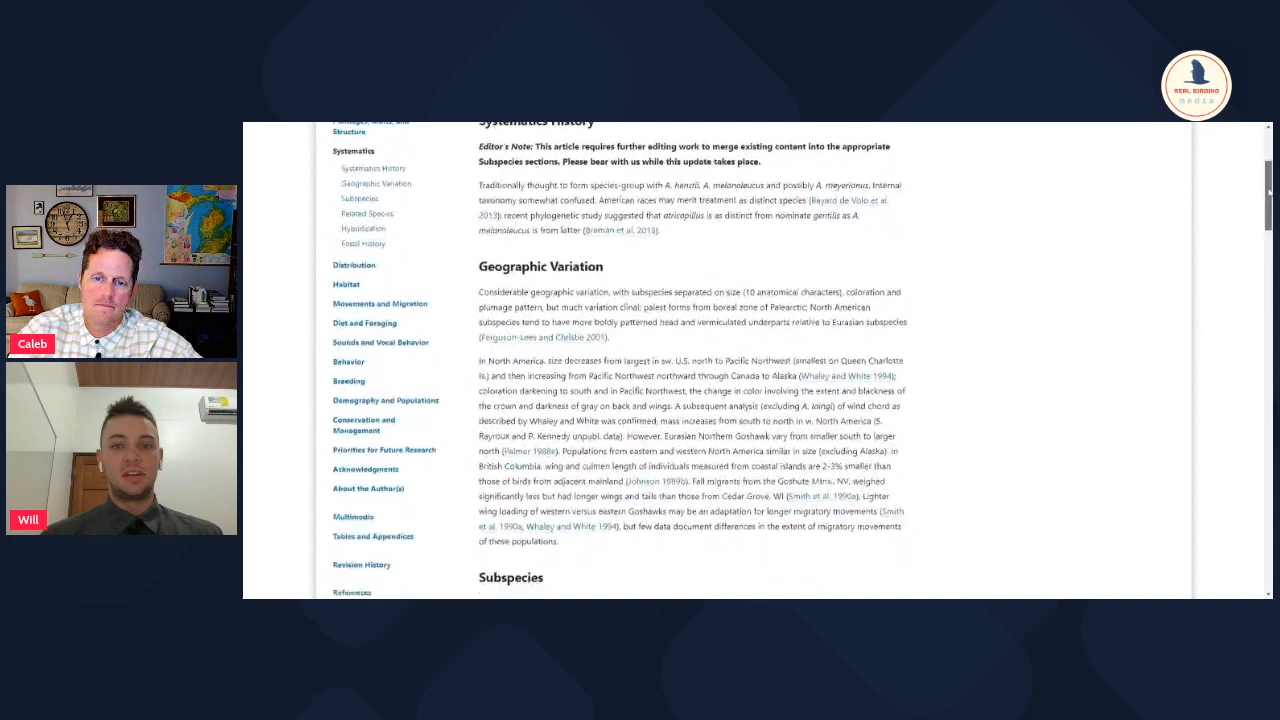 REAL BIRDING
media
Plumages, Molts, and
Structure
Systematics
Systematics History
Geographic Variation
Subspecies
Related Species
Hybridization
Fossil History
Distribution
Habitat
Movements and Migration
Diet and Foraging
Sounds and Vocal Behavior
Behavior
Breeding
Demography and Populations
Conservation and
Management
Priorities for Future Research
Acknowledgments
About the Author(s)
Multimedia
Tables and Appendices
Revision History
References
Systematics History
Editor's Note: This article requires further editing work to merge existing content into the appropriate
Subspecies sections. Please bear with us while this update takes place.
Traditionally thought to form species-group with A. henstii, A. melanoleucus and possibly A. meyerianus. Internal
taxonomy somewhat confused. American races may merit treatment as distinct species (Bayard de Volo et al.
2013); recent phylogenetic study suggested that atricapillus is as distinct from nominate gentilis as A.
melanoleucus is from latter (Breman et al. 2013).
Geographic Variation
Considerable geographic variation, with subspecies separated on size (10 anatomical characters), coloration and
plumage pattern, but much variation clinal: palest forms from boreal zone of Palearctic; North American
subspecies tend to have more boldly patterned head and vermiculated underparts relative to Eurasian subspecies
(Ferguson-Lees and Christie 2001).
In North America, size decreases from largest in sw. U.S. north to Pacific Northwest (smallest on Queen Charlotte
Is.) and then increasing from Pacific Northwest northward through Canada to Alaska (Whaley and White 1994);
coloration darkening to south and in Pacific Northwest, the change in color involving the extent and blackness of
the crown and darkness of gray on back and wings. A subsequent analysis (excluding A. laingi) of wind chord as
described by Whaley and White was confirmed, mass increases from south to north in w. North America (S.
Rayroux and P. Kennedy unpubl. data). However, Eurasian Northern Goshawk vary from smaller south to larger
north (Palmer 1988e). Populations from eastern and western North America similar in size (excluding Alaska). In
British Columbia, wing and culmen length of individuals measured from coastal islands are 2-3% smaller than
those of birds from adjacent mainland (Johnson 1989b). Fall migrants from the Goshute Mtns., NV, weighed
significantly less but had longer wings and tails than those from Cedar Grove, WI (Smith et al. 1990a). Lighter
wing loading of western versus eastern Goshawks may be an adaptation for longer migratory movements (Smith
et al. 1990a, Whaley and White 1994), but few data document differences in the extent of migratory movements
of these populations.
Subspecies
Caleb
Will